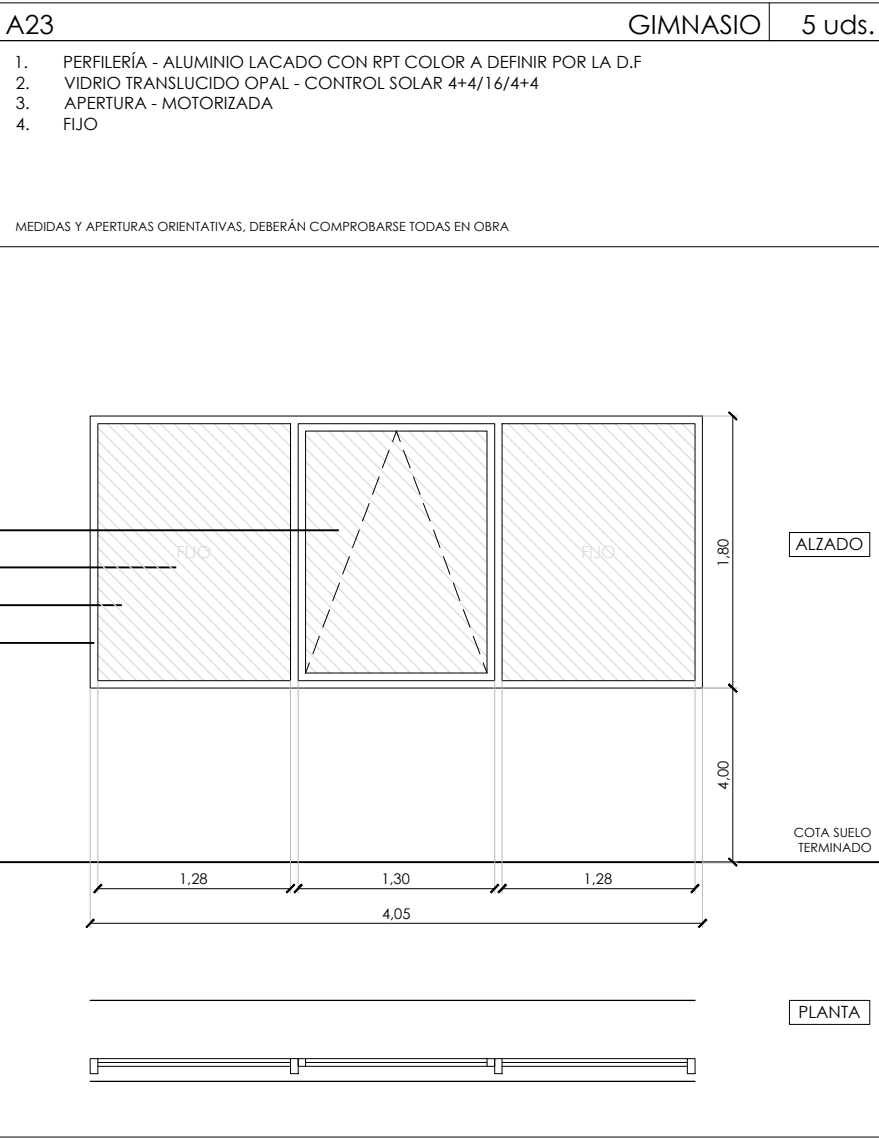 A23 GIMNASIO 5 uds.
1. PERFILERÍA - ALUMINIO LACADO CON RPT COLOR A DEFINIR POR LA D.F
2. VIDRIO TRANSLUCIDO OPAL - CONTROL SOLAR 4+4/16/4+4
3. APERTURA - MOTORIZADA
4. FIJO
MEDIDAS Y APERTURAS ORIENTATIVAS, DEBERÁN COMPROBARSE TODAS EN OBRA
FIJO
FIJO
1,80
ALZADO
4,00
COTA SUELO
TERMINADO
1,28 1,30 1,28
4,05
PLANTA